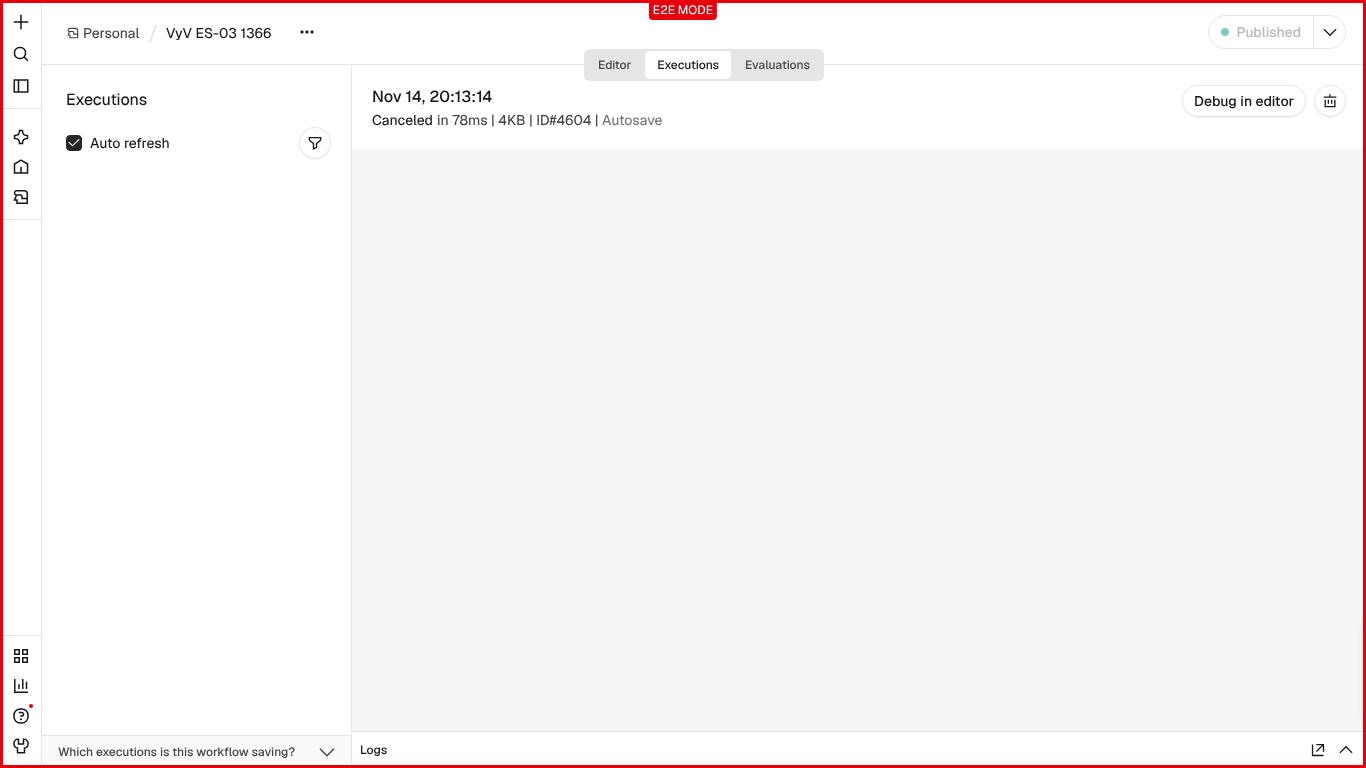 E2E MODE
Personal / VyV ES-03 1366
Published
Editor
Executions
Evaluations
Executions
Auto refresh
Nov 14, 20:13:14
Canceled in 78ms | 4KB | ID#4604 | Autosave
Debug in editor
Which executions is this workflow saving?
Logs